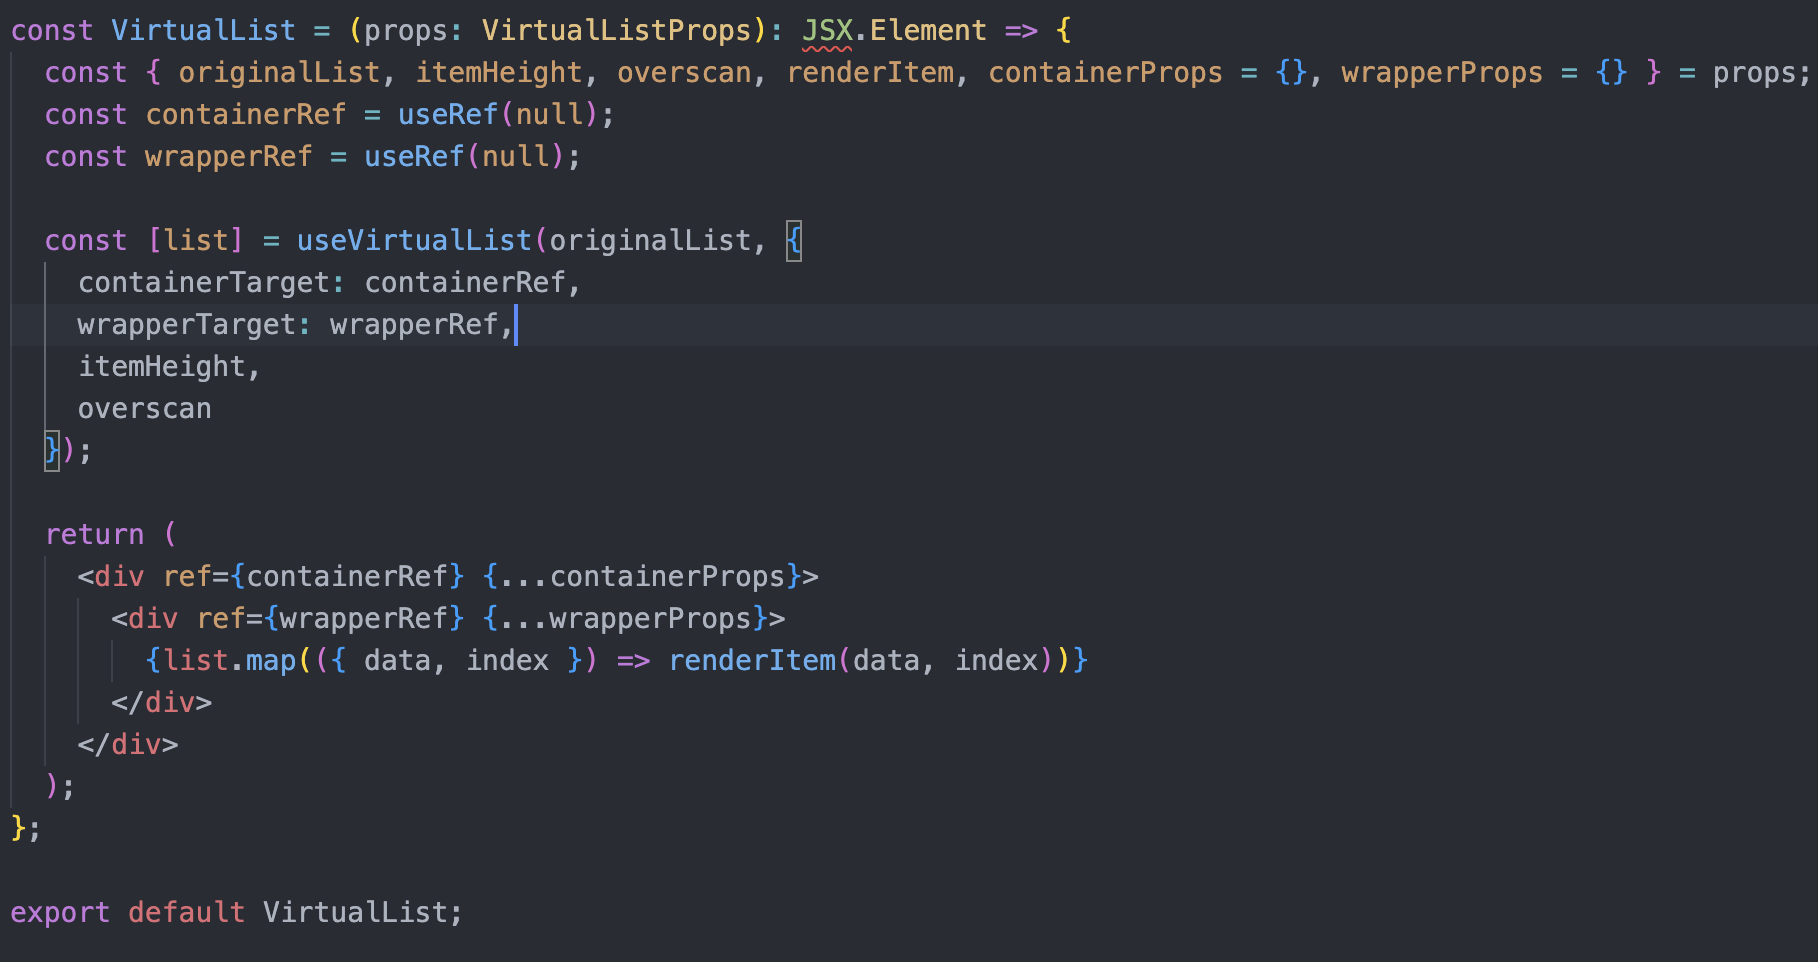 const VirtualList = (props: VirtualListProps): JSX.Element => {
  const { originalList, itemHeight, overscan, renderItem, containerProps = {}, wrapperProps = {} } = props;
  const containerRef = useRef(null);
  const wrapperRef = useRef(null);

  const [list] = useVirtualList(originalList, {
    containerTarget: containerRef,
    wrapperTarget: wrapperRef,
    itemHeight,
    overscan
  });

  return (
    <div ref={containerRef} {...containerProps}>
      <div ref={wrapperRef} {...wrapperProps}>
        {list.map(({ data, index }) => renderItem(data, index))}
      </div>
    </div>
  );
};

export default VirtualList;